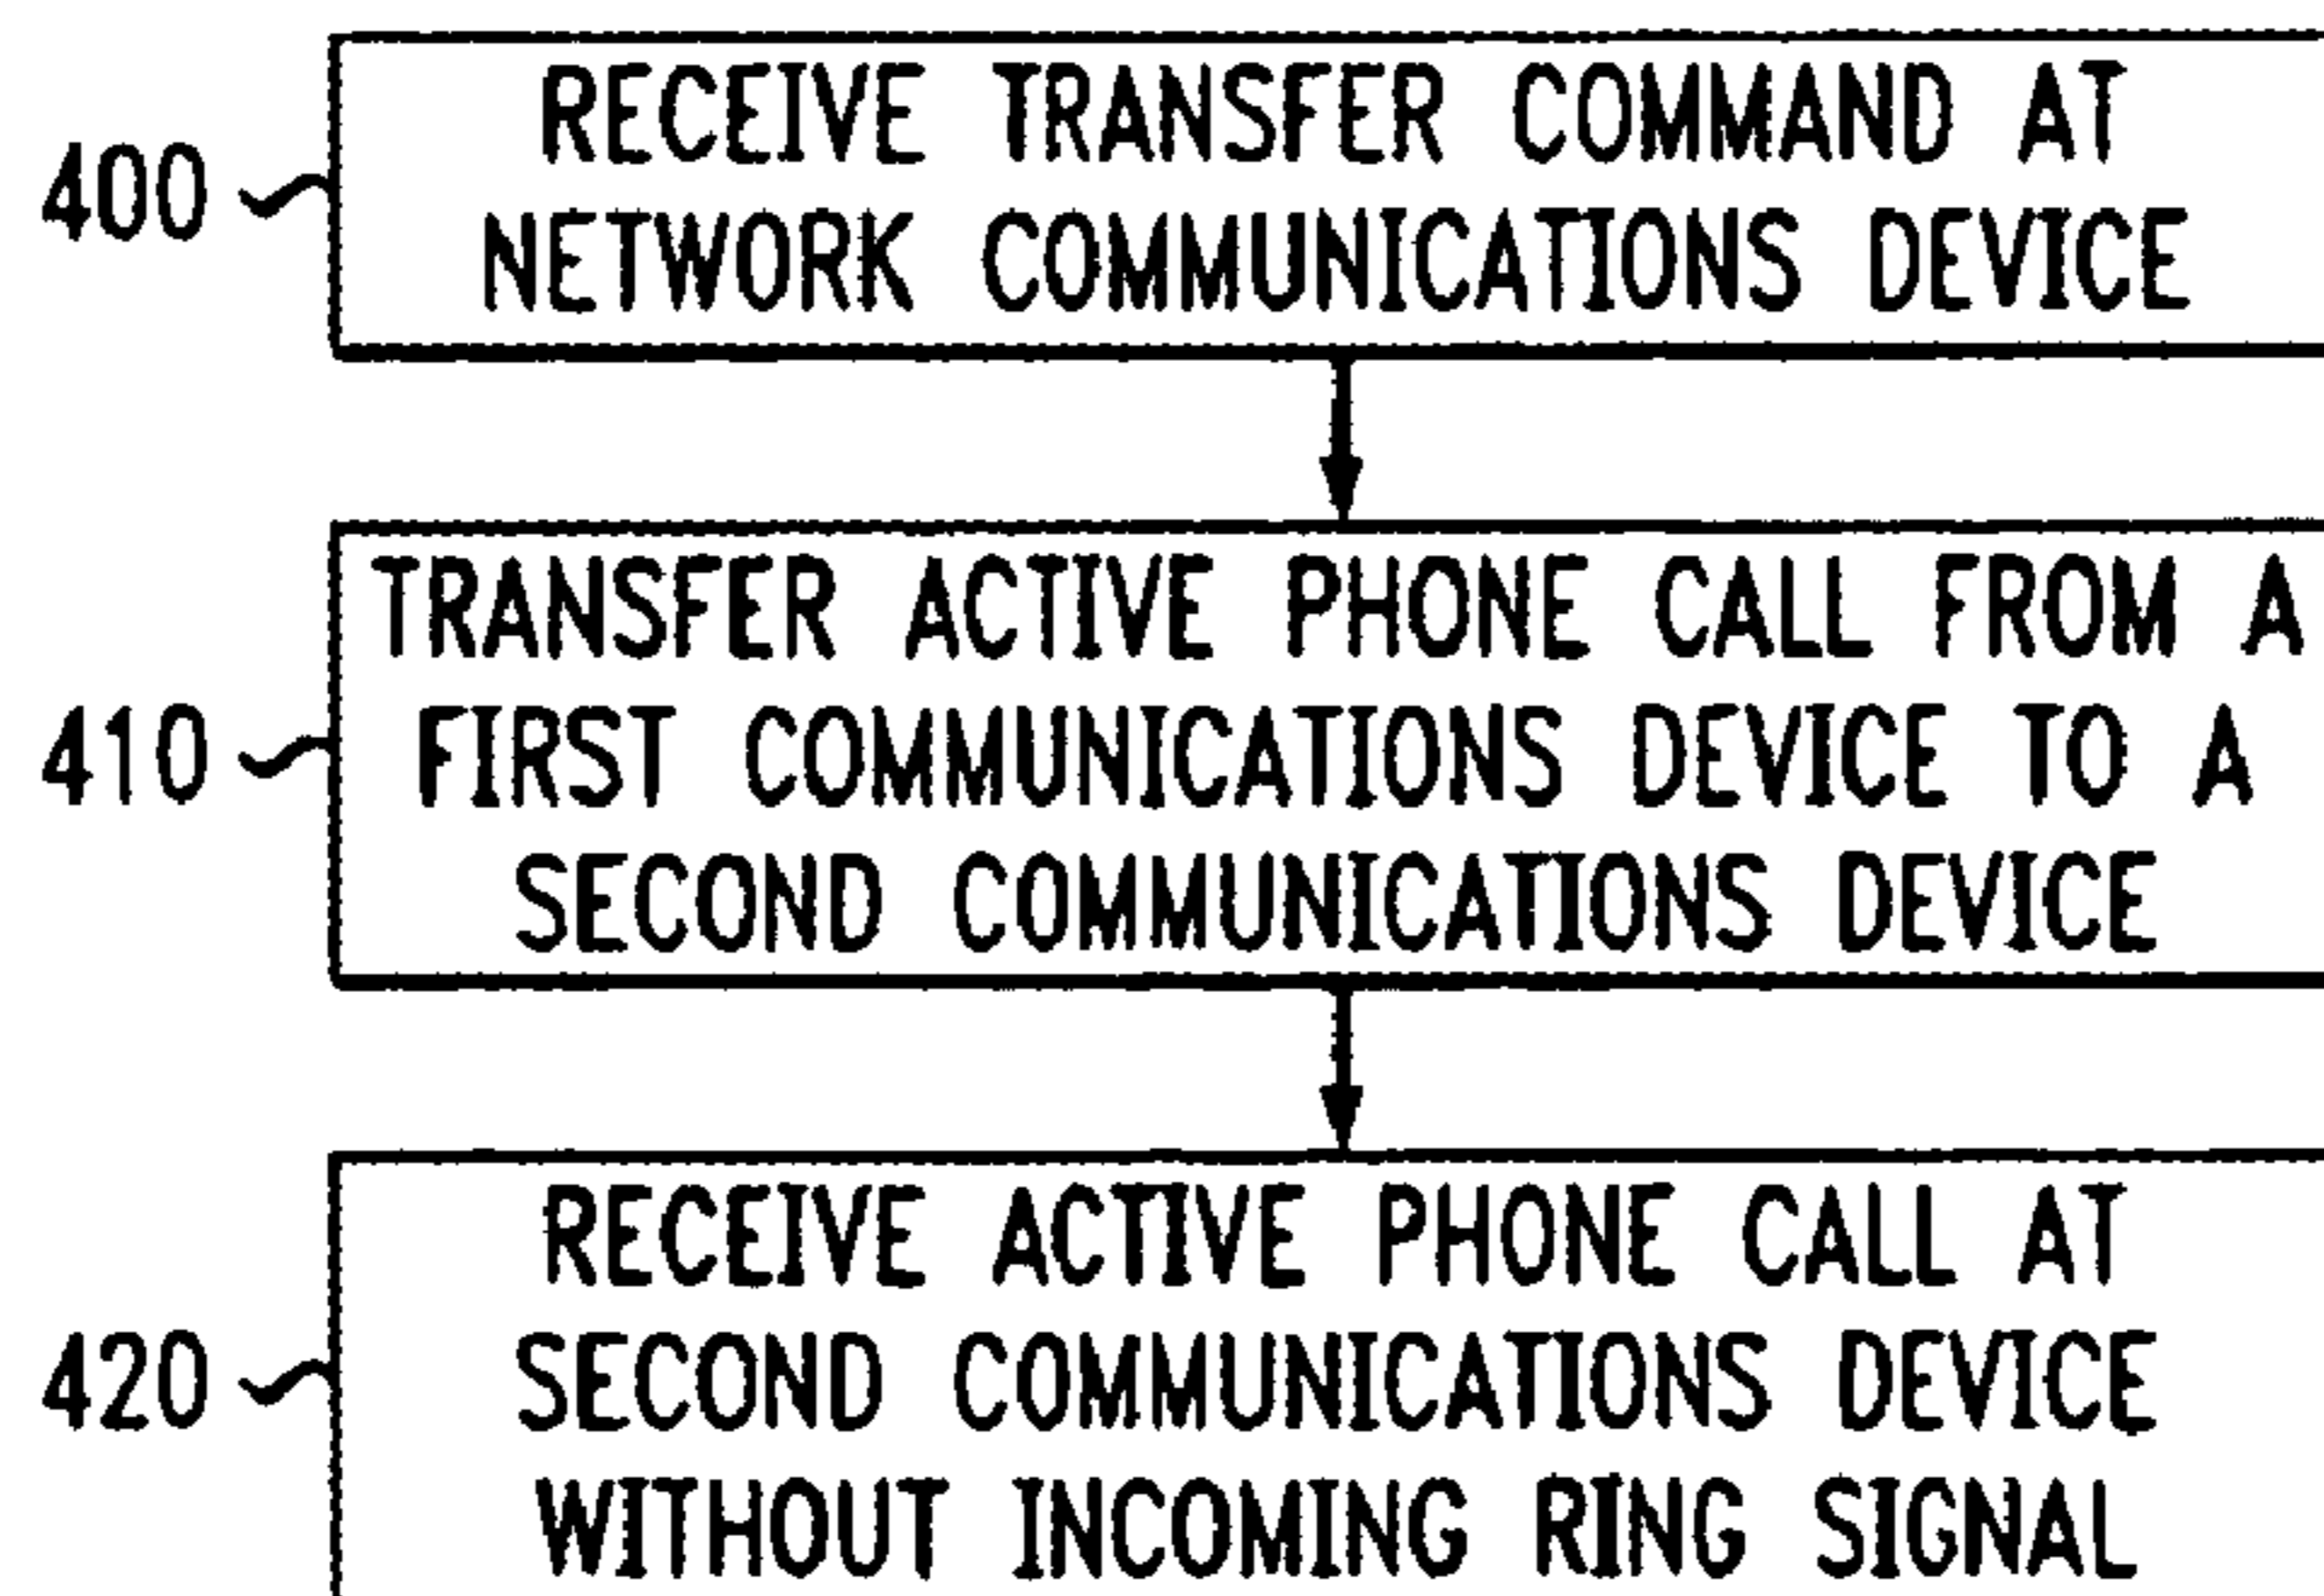 RECEIVE TRANSFER COMMAND AT
400
NETWORK COMMUNICATIONS DEVICE
TRANSFER ACTIVE PHONE CALL FROM A
410
FIRST COMMUNICATIONS DEVICE TO A
SECOND COMMUNICATIONS DEVICE
RECEIVE ACTIVE PHONE CALL AT
420
SECOND COMMUNICATIONS DEVICE
WITHOUT INCOMING RING SIGNAL